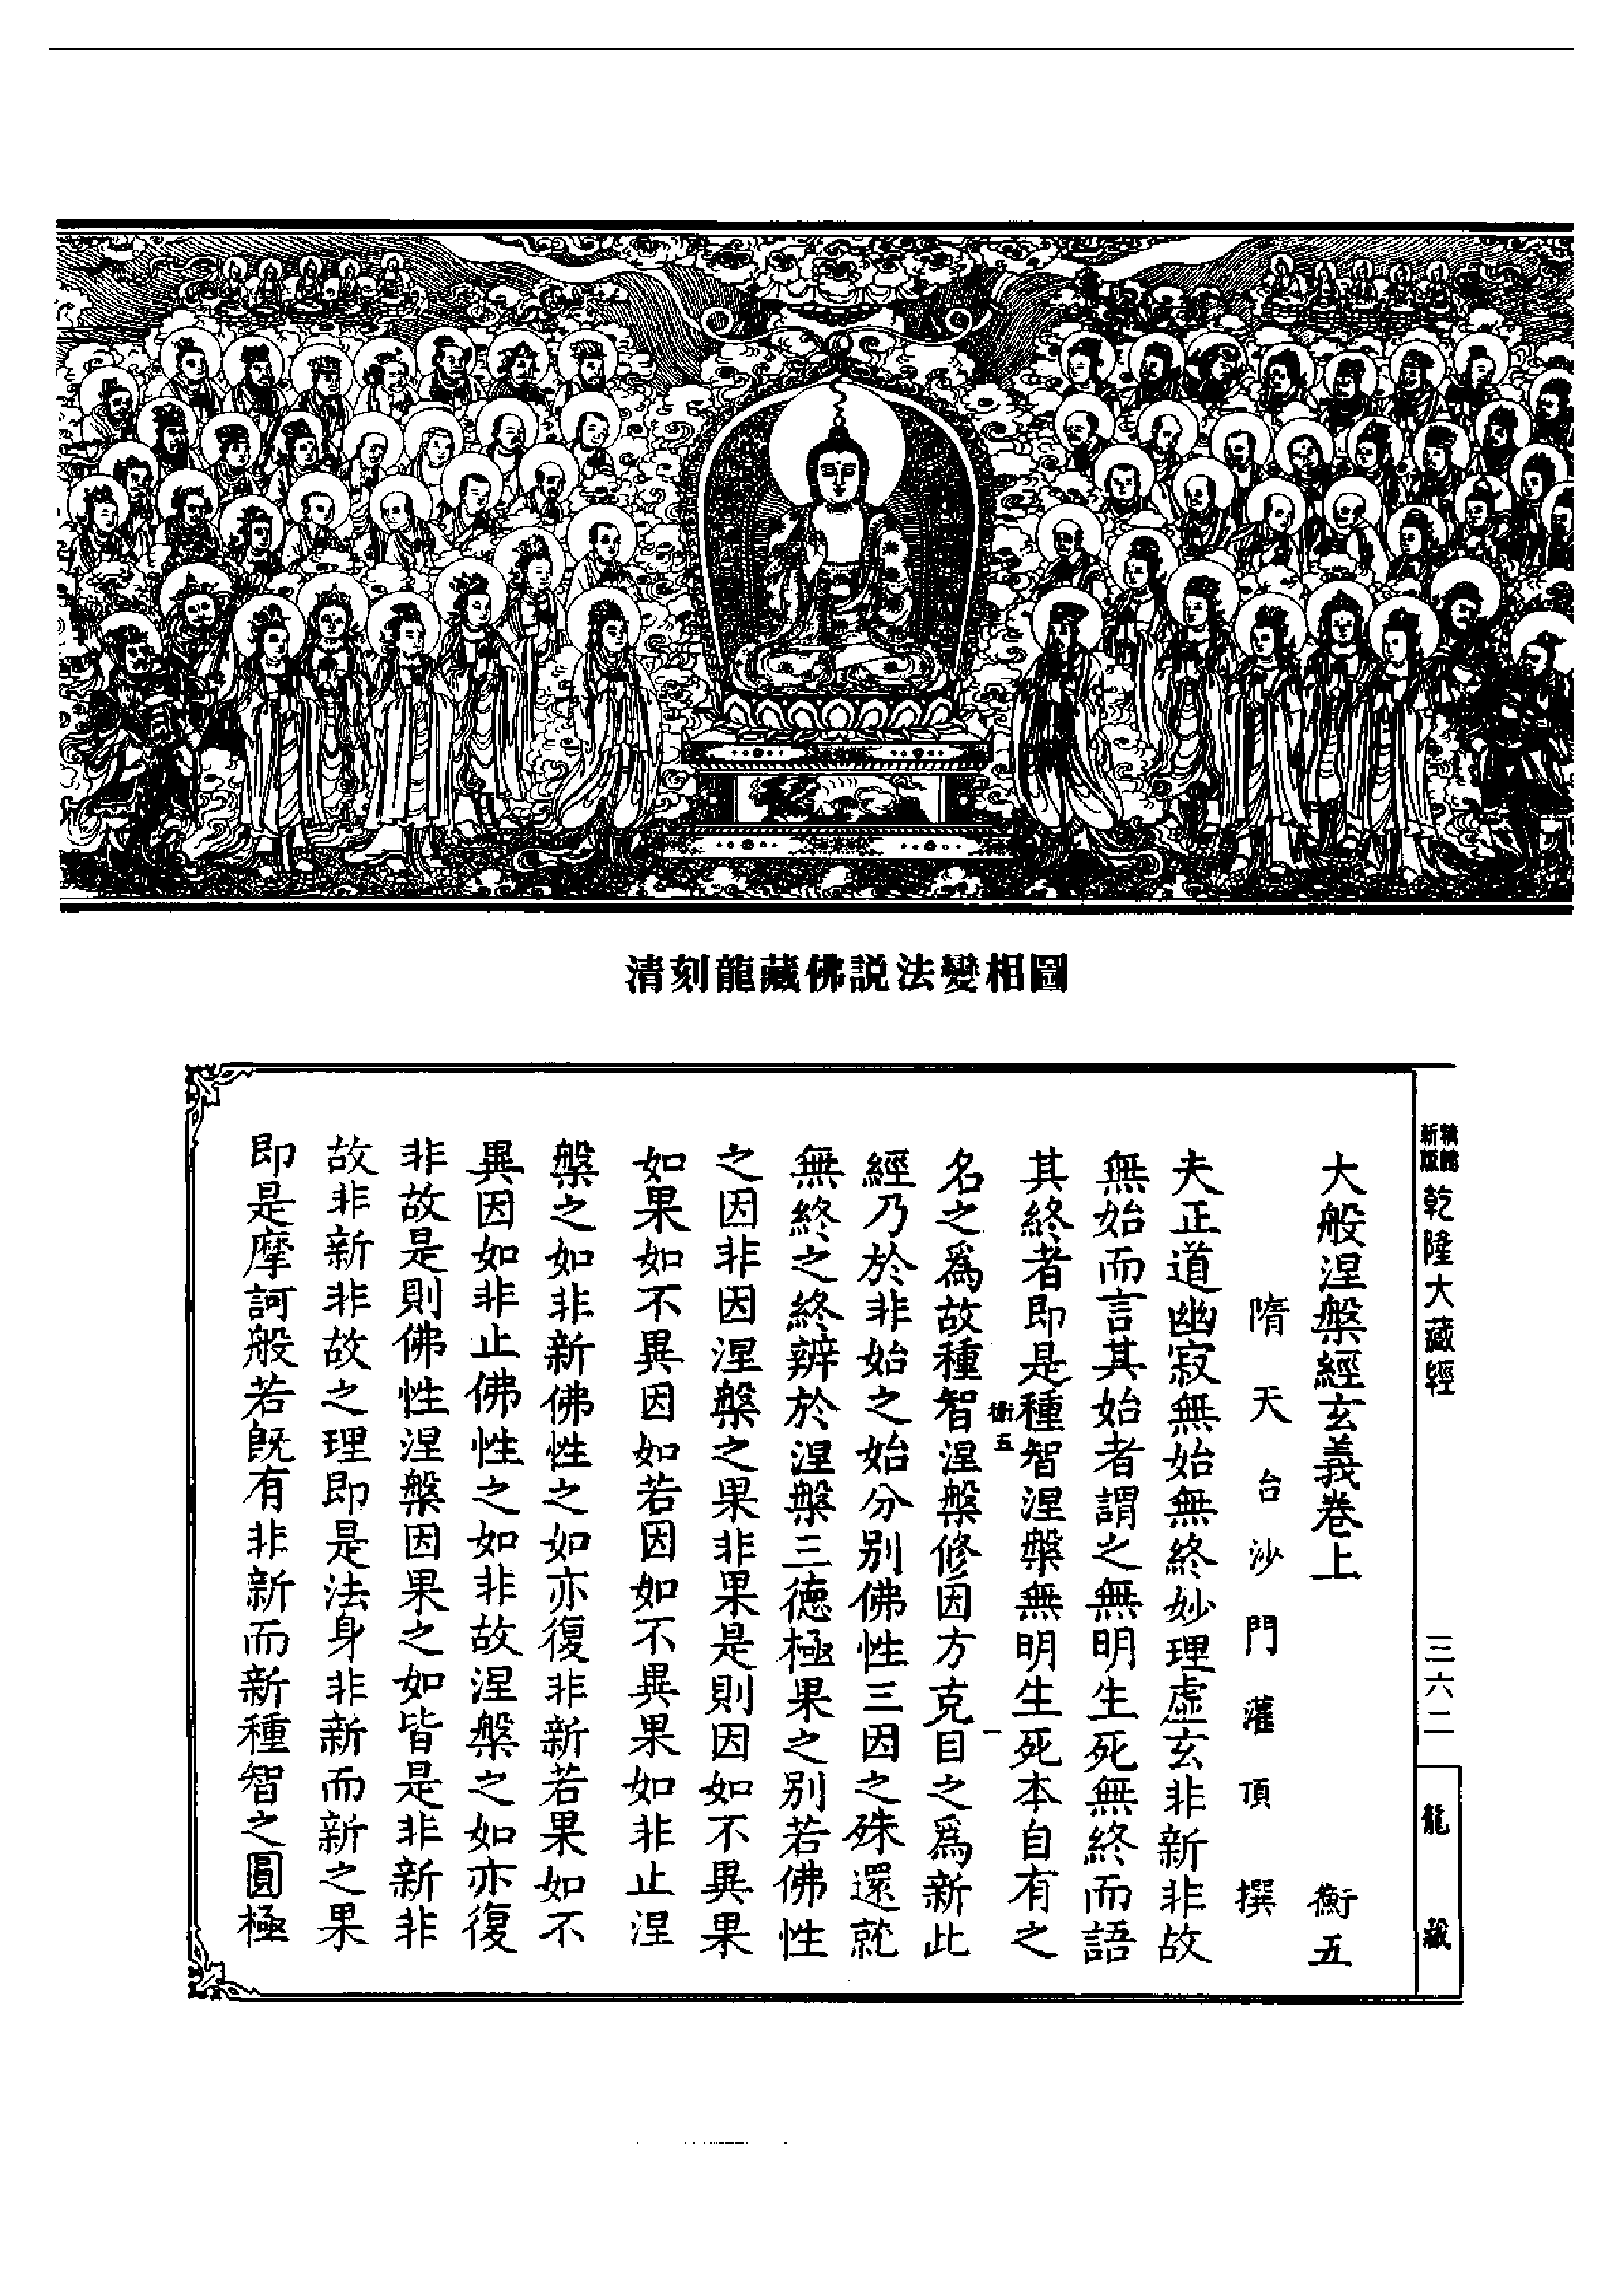 清刻龍藏佛説法變相圖
新版
精縮
乾隆大藏經
三六二
龍藏
大般涅槃經玄義卷上 衡五
隋天台沙門灌頂撰
夫正道幽寂無始無終妙理虛玄非新非故
無始而言其始者謂之無明生死無終而語
其終者即是種智涅槃無明生死本自有之
衡五 一
名之爲故種智涅槃修因方克目之爲新此
經乃於非始之始分别佛性三因之殊還就
無終之終辨於涅槃三德極果之别若佛性
之因非因涅槃之果非果是則因如不異果
如果如不異因如若因如不異果如非止涅
槃之如非新佛性之如亦復非新若果如不
異因如非止佛性之如非故涅槃之如亦復
非故是則佛性涅槃因果之如皆是非新非
故非新非故之理即是法身非新而新之果
即是摩訶般若既有非新而新種智之圓極